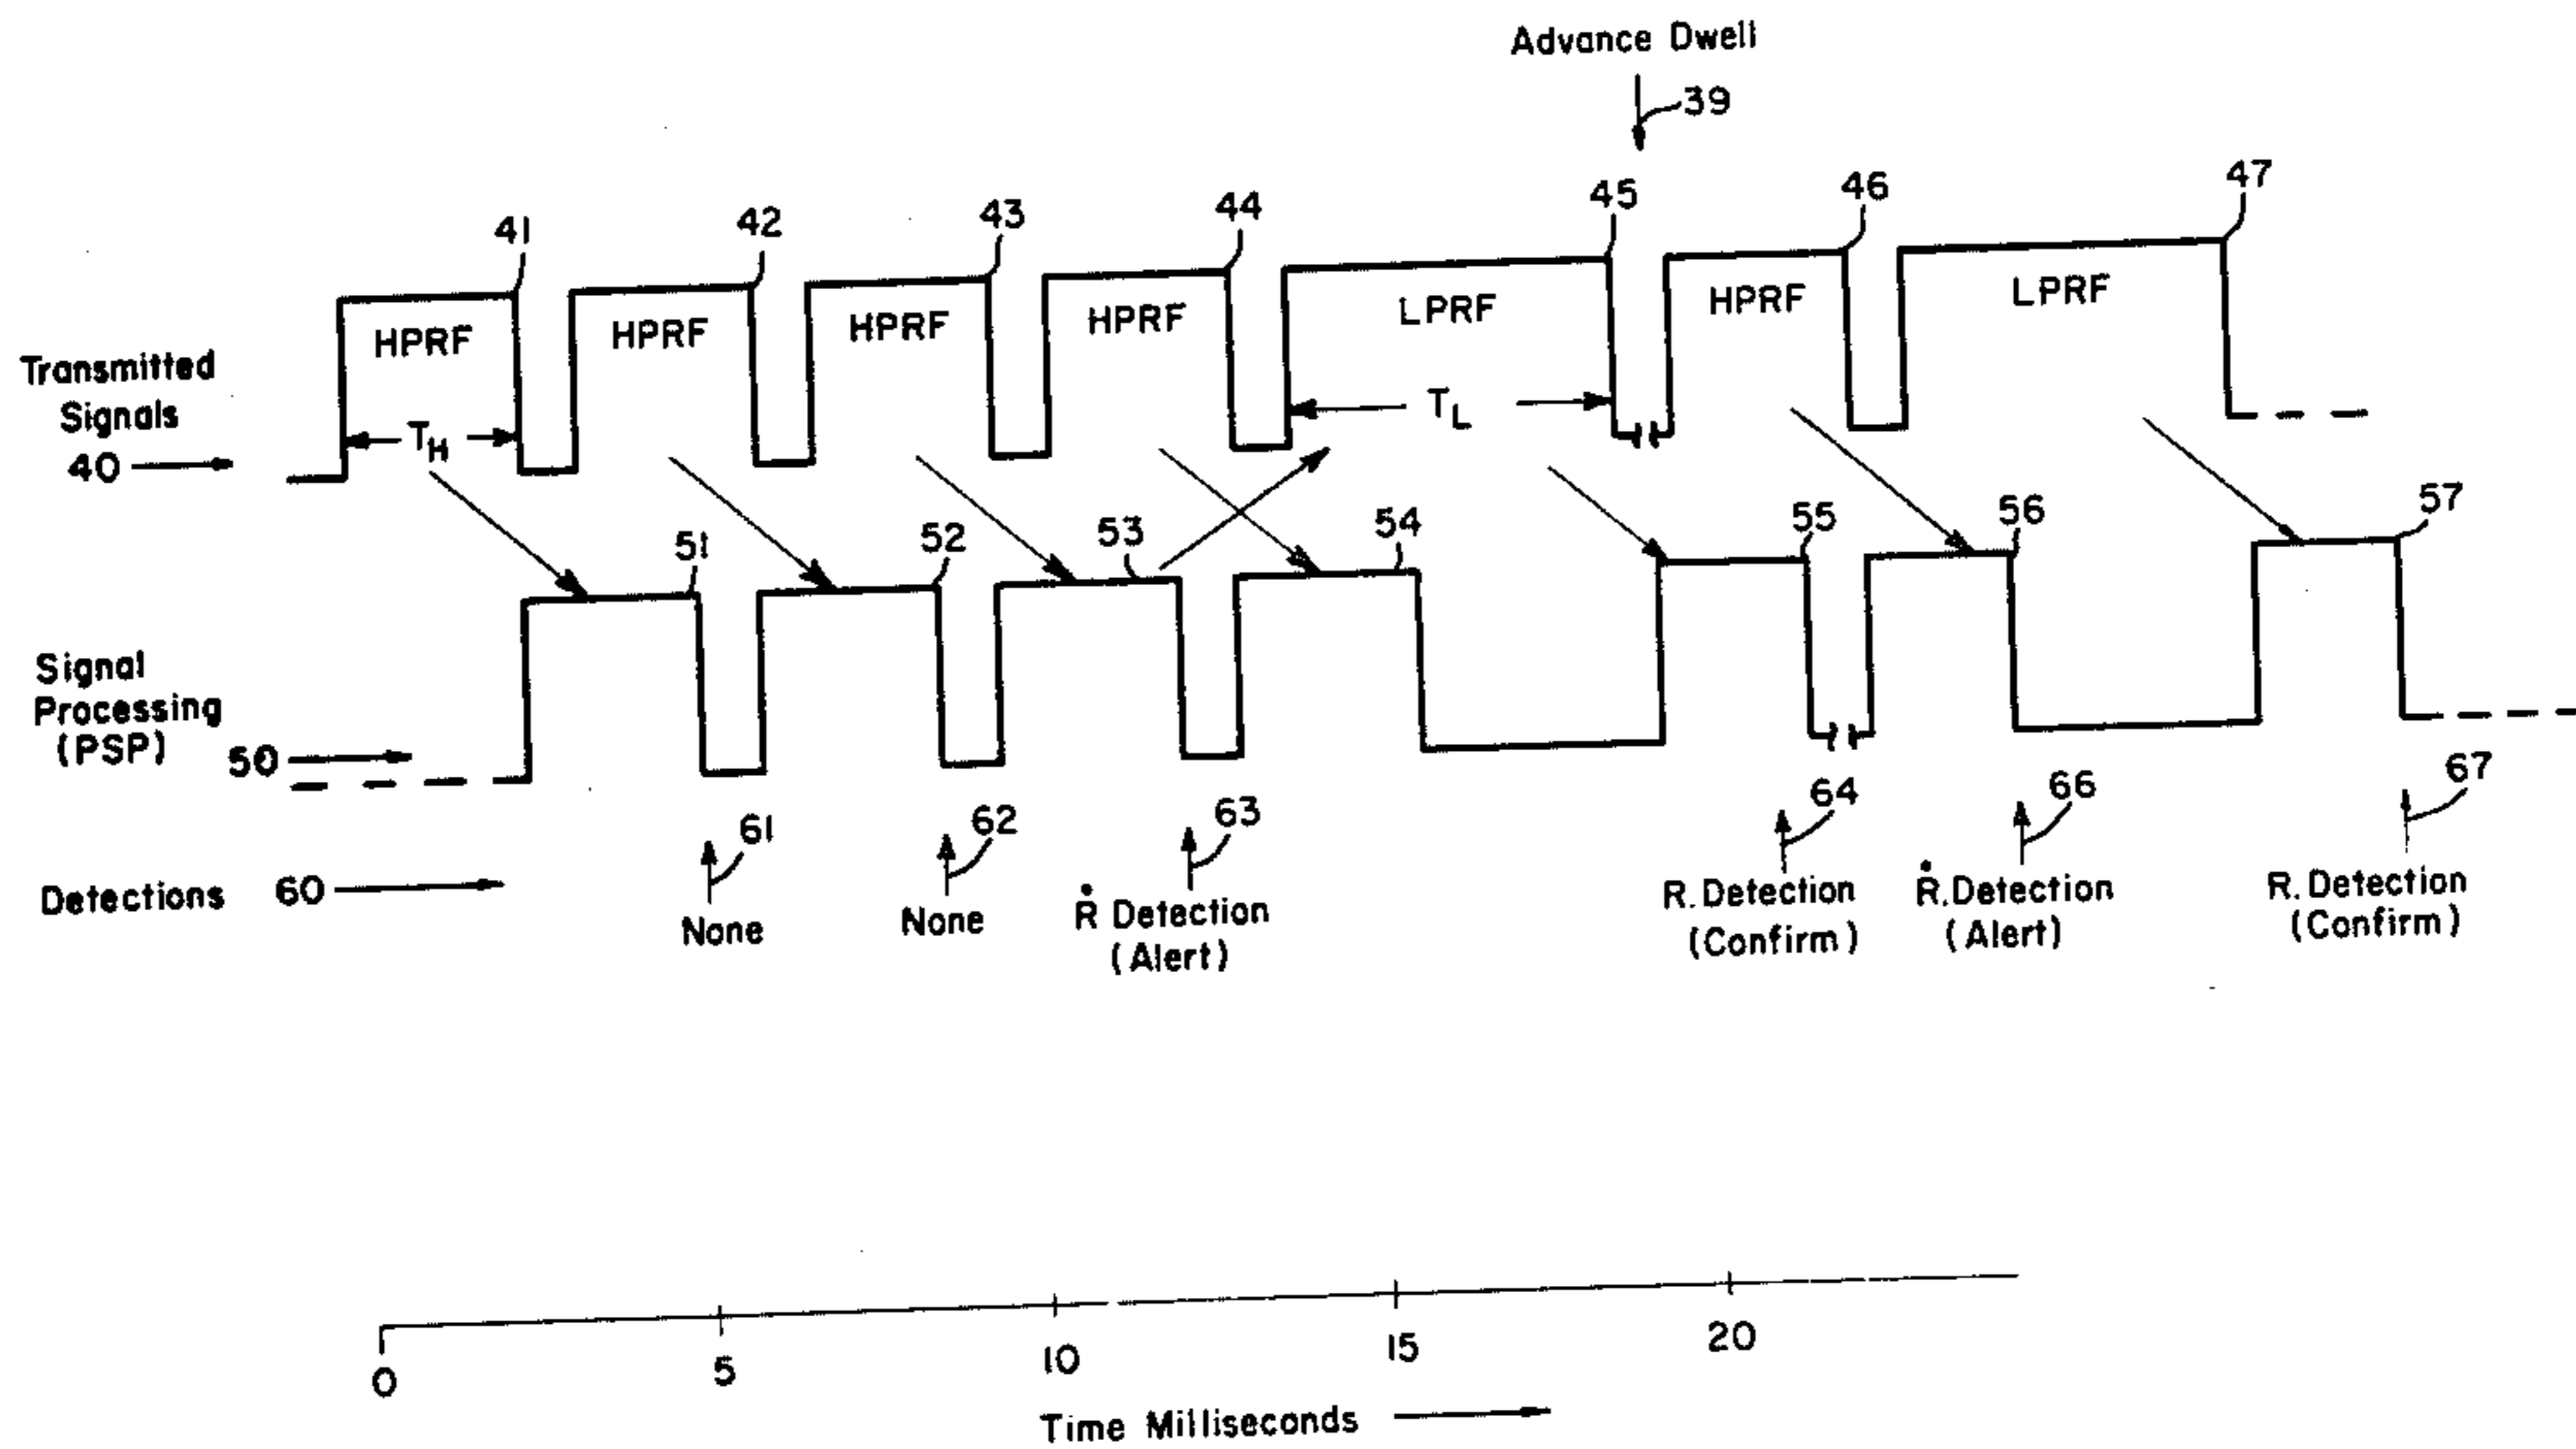 Advance Dwell
39
41
42
43
44
45
46
47
HPRF
HPRF
HPRF
HPRF
LPRF
HPRF
LPRF
Transmitted
Signals
40
TH
TL
51
52
53
54
55
56
57
Signal
Processing
(PSP)
50
61
62
63
64
66
67
Detections 60
None
None
Ṙ Detection
(Alert)
R. Detection
(Confirm)
Ṙ. Detection
(Alert)
R. Detection
(Confirm)
0
5
10
15
20
Time Milliseconds